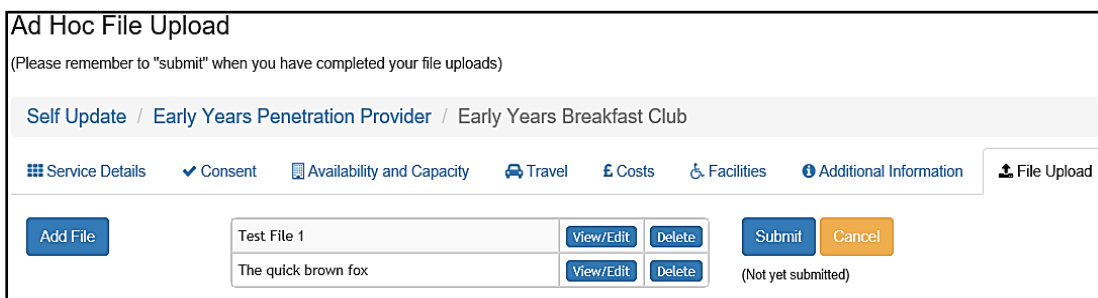 Ad Hoc File Upload
(Please remember to "submit" when you have completed your file uploads)
Self Update / Early Years Penetration Provider / Early Years Breakfast Club
Service Details Consent Availability and Capacity Travel £ Costs Facilities Additional Information File Upload
Add File Test File 1 View/Edit Delete Submit Cancel
The quick brown fox View/Edit Delete (Not yet submitted)